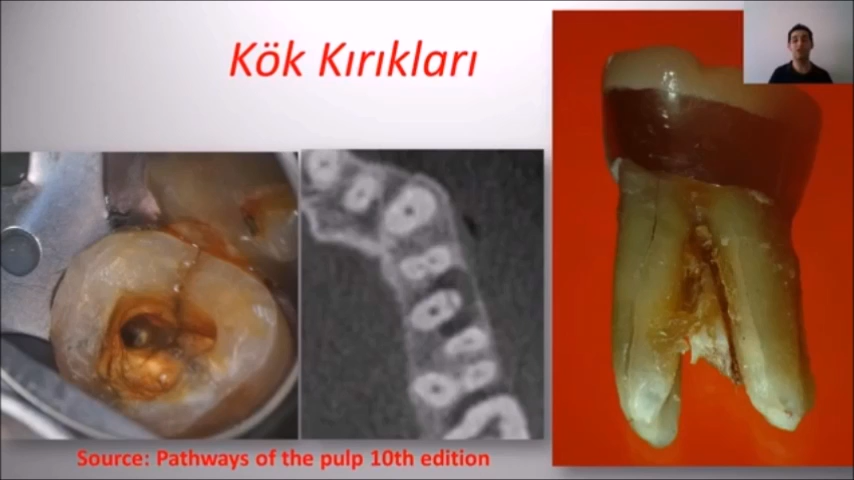 Kök Kırıkları
Source: Pathways of the pulp 10th edition